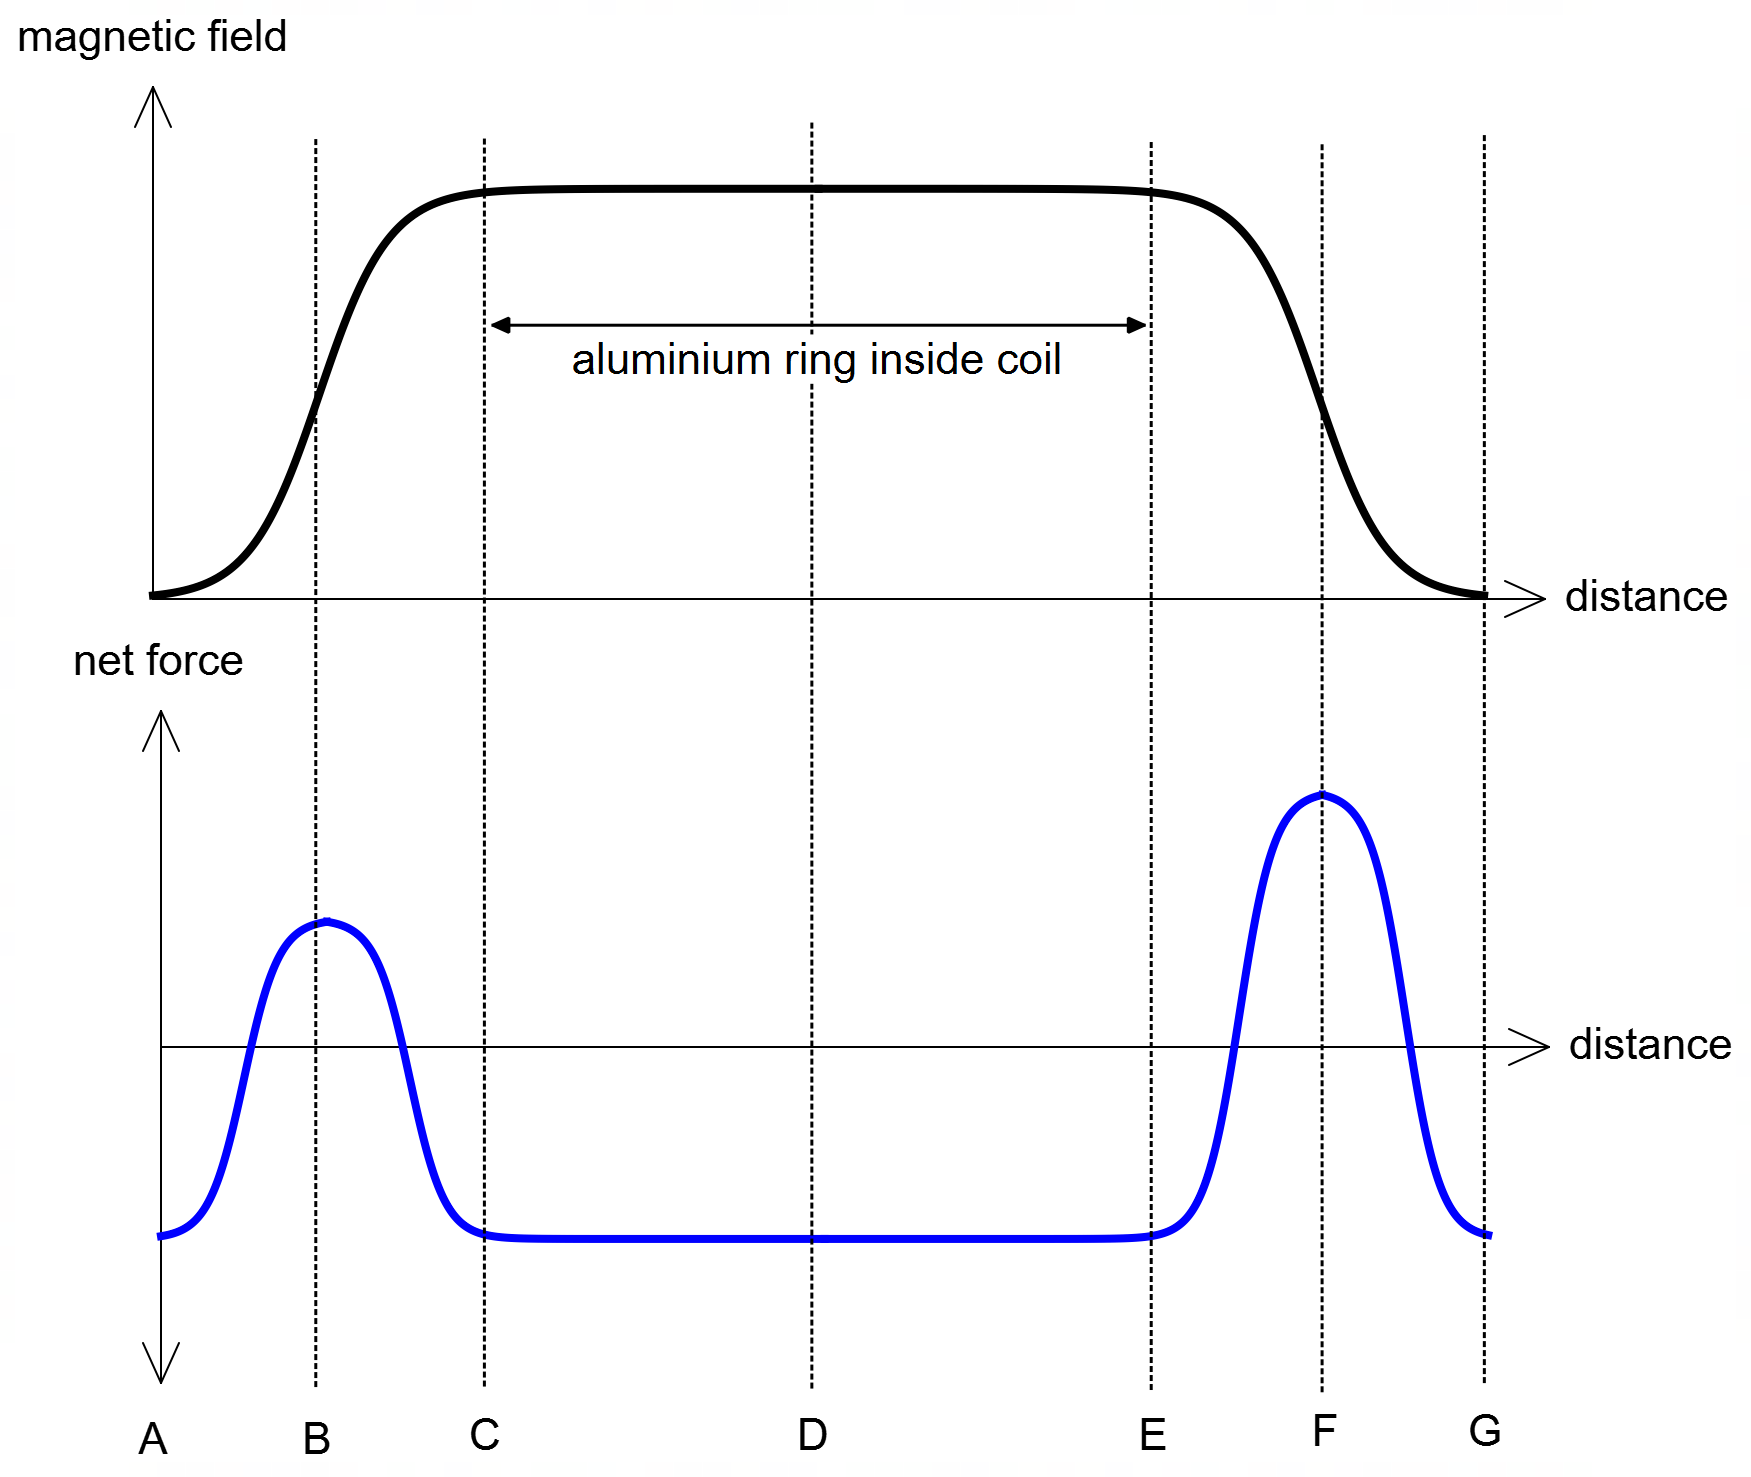 magnetic field
aluminium ring inside coil
distance
net force
distance
A B C D E F G